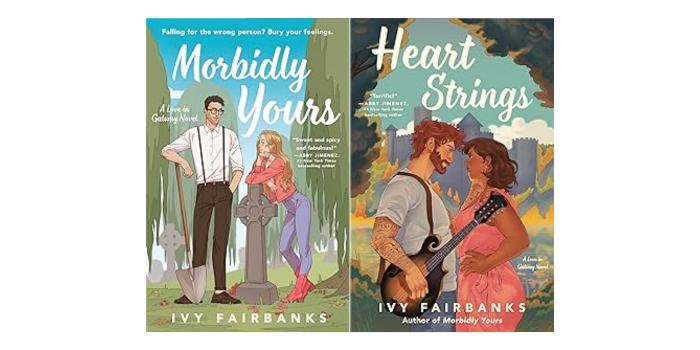 Falling for the wrong person? Bury your feelings.
Morbidly
Yours
A Love in
Galway Novel
"Sweet and spicy
and fabulous!"
—ABBY JIMENEZ,
#1 New York Times
bestselling author
IVY FAIRBANKS
Heart
Strings
"Terrific!"
—ABBY JIMENEZ,
#1 New York Times
bestselling author
A Love in
Galway Novel
IVY FAIRBANKS
Author of Morbidly Yours